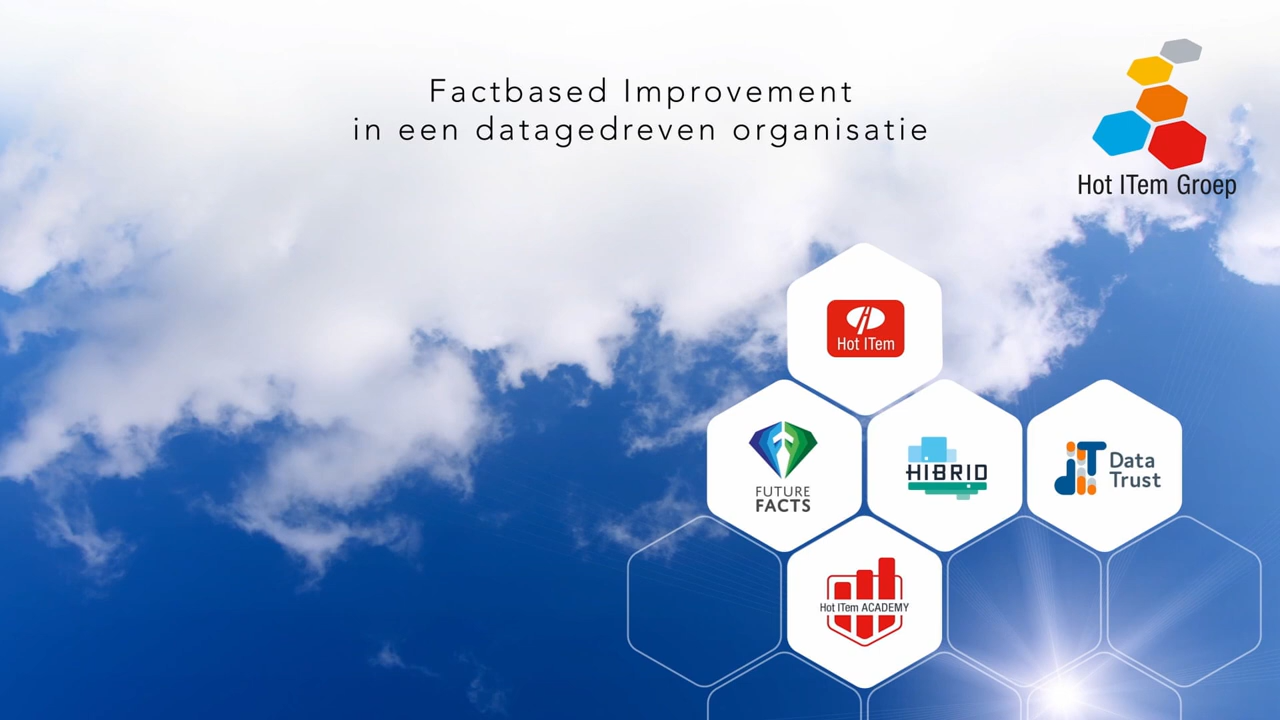 Factbased Improvement
in een datagedreven organisatie
Hot ITem Groep
Hot ITem
FUTURE
FACTS
HIBRID
Data
Trust
Hot ITem ACADEMY